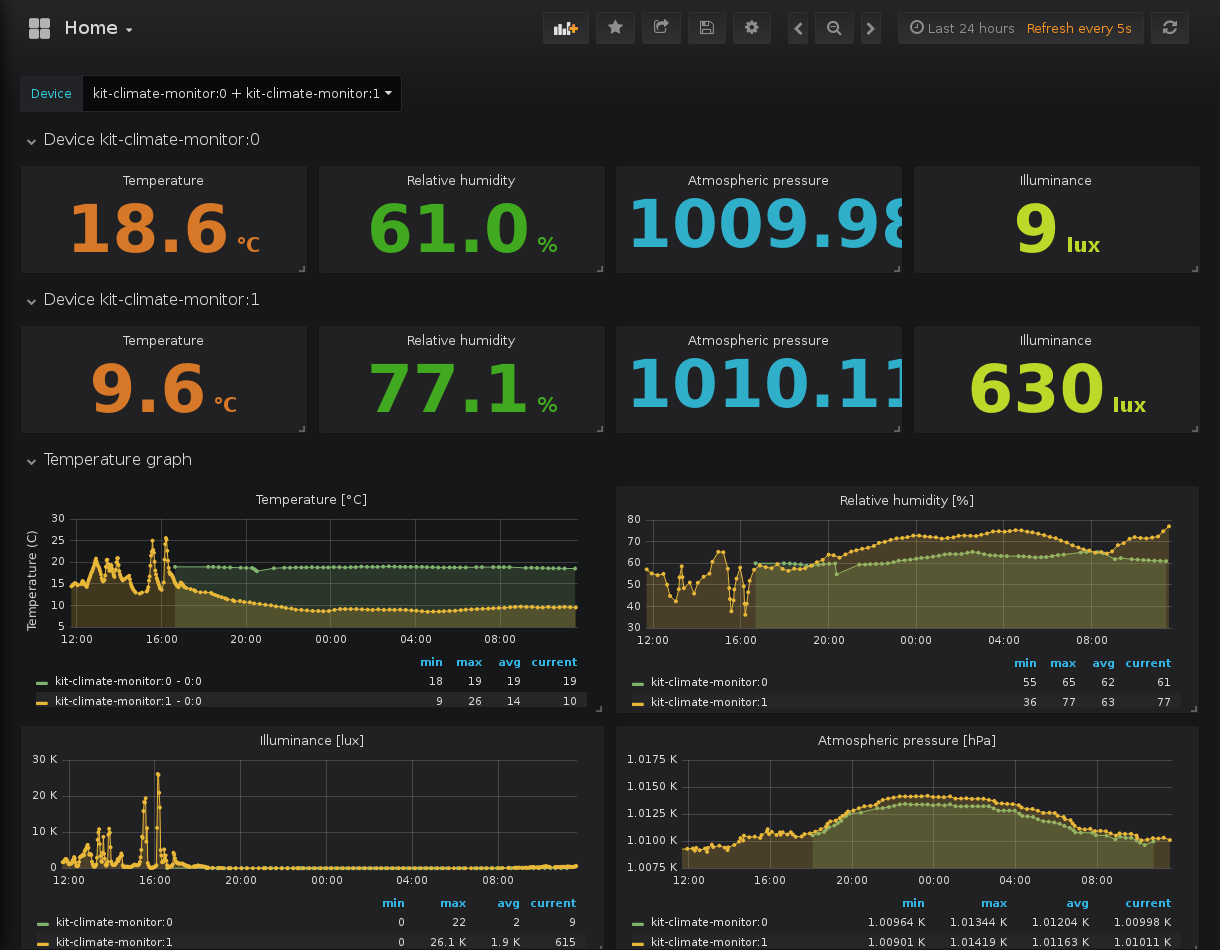 Home
Last 24 hours Refresh every 5s
Device kit-climate-monitor:0 + kit-climate-monitor:1
Device kit-climate-monitor:0
Temperature Relative humidity Atmospheric pressure Illuminance
18.6 °C 61.0 % 1009.98 9 lux
Device kit-climate-monitor:1
Temperature Relative humidity Atmospheric pressure Illuminance
9.6 °C 77.1 % 1010.11 630 lux
Temperature graph
Temperature [°C]
Temperature (C)
30
25
20
15
10
5
12:00 16:00 20:00 00:00 04:00 08:00
min max avg current
kit-climate-monitor:0 - 0:0 18 19 19 19
kit-climate-monitor:1 - 0:0 9 26 14 10
Relative humidity [%]
80
70
60
50
40
30
12:00 16:00 20:00 00:00 04:00 08:00
min max avg current
kit-climate-monitor:0 55 65 62 61
kit-climate-monitor:1 36 77 63 77
Illuminance [lux]
30 K
20 K
10 K
0
12:00 16:00 20:00 00:00 04:00 08:00
min max avg current
kit-climate-monitor:0 0 22 2 9
kit-climate-monitor:1 0 26.1 K 1.9 K 615
Atmospheric pressure [hPa]
1.0175 K
1.0150 K
1.0125 K
1.0100 K
1.0075 K
12:00 16:00 20:00 00:00 04:00 08:00
min max avg current
kit-climate-monitor:0 1.00964 K 1.01344 K 1.01204 K 1.00998 K
kit-climate-monitor:1 1.00901 K 1.01419 K 1.01163 K 1.01011 K